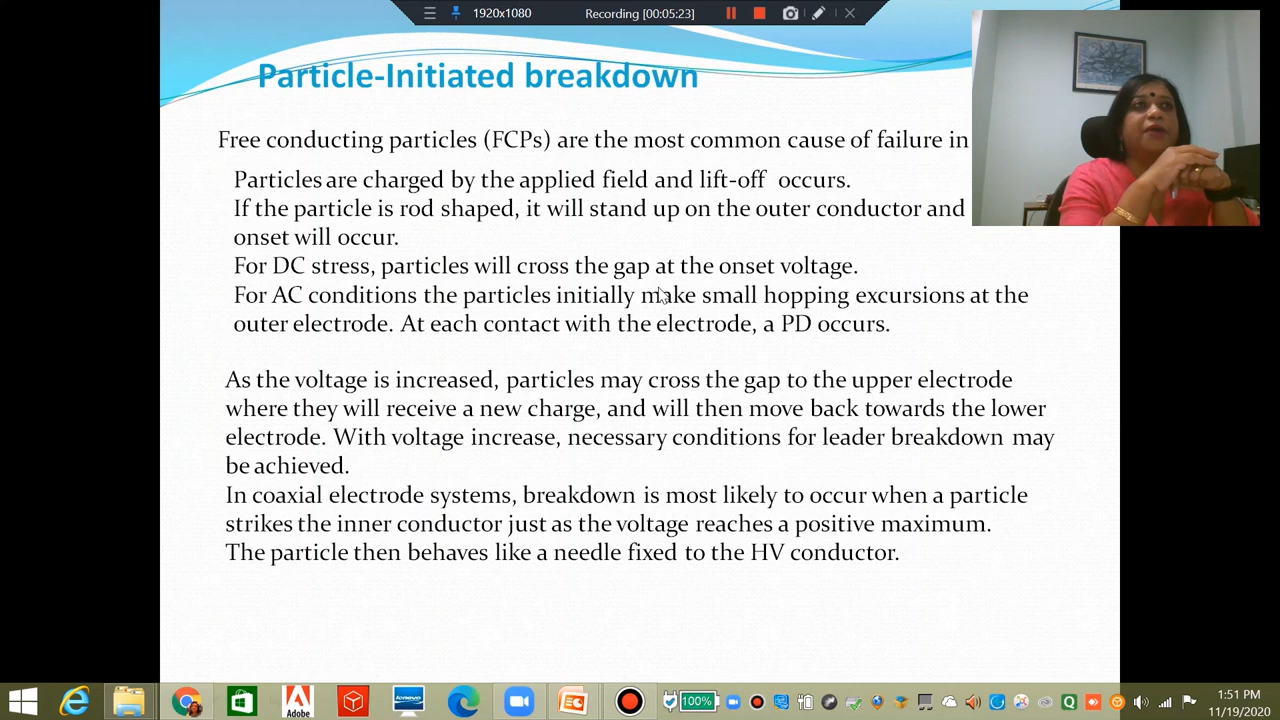 1920x1080
Recording [00:05:23]
Particle-Initiated breakdown
Free conducting particles (FCPs) are the most common cause of failure in
Particles are charged by the applied field and lift-off occurs.
If the particle is rod shaped, it will stand up on the outer conductor and
onset will occur.
For DC stress, particles will cross the gap at the onset voltage.
For AC conditions the particles initially make small hopping excursions at the
outer electrode. At each contact with the electrode, a PD occurs.
As the voltage is increased, particles may cross the gap to the upper electrode
where they will receive a new charge, and will then move back towards the lower
electrode. With voltage increase, necessary conditions for leader breakdown may
be achieved.
In coaxial electrode systems, breakdown is most likely to occur when a particle
strikes the inner conductor just as the voltage reaches a positive maximum.
The particle then behaves like a needle fixed to the HV conductor.
Adobe
lenovo
100%
1:51 PM
11/19/2020